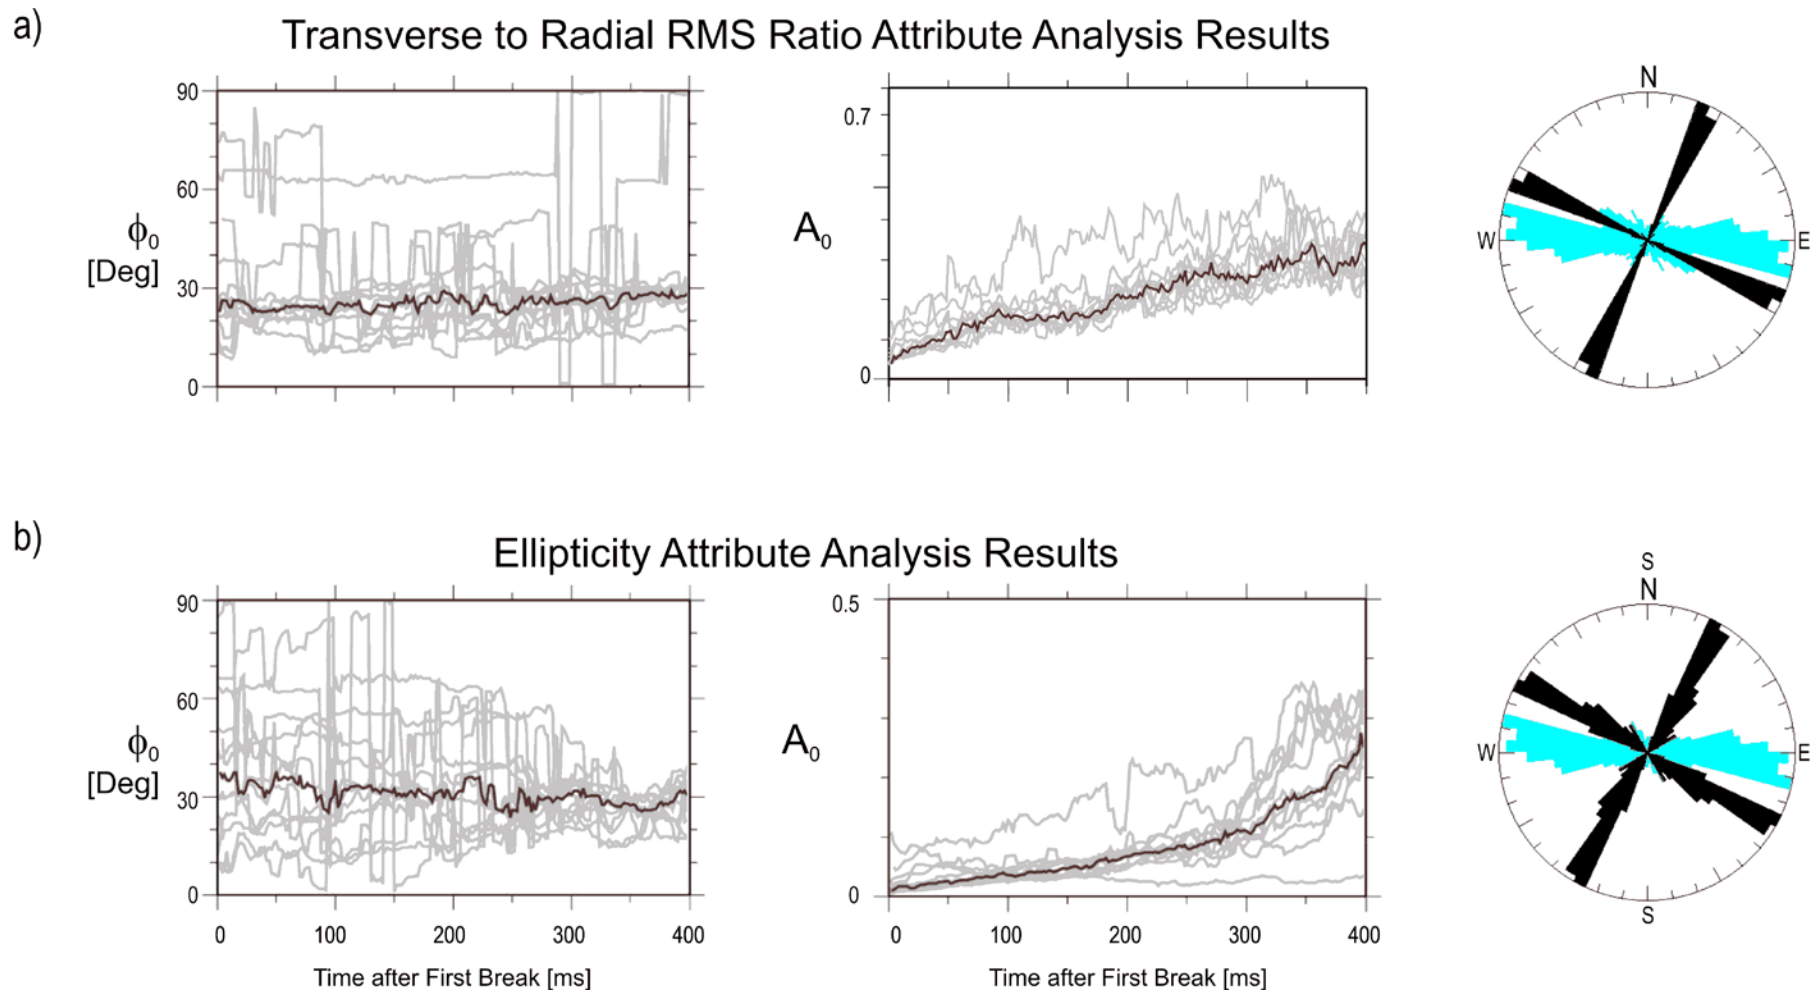 a)
Transverse to Radial RMS Ratio Attribute Analysis Results
90
60
30
0
ϕ0
[Deg]
0.7
0
A0
N
W
E
b)
Ellipticity Attribute Analysis Results
S
90
60
30
0
ϕ0
[Deg]
0 100 200 300 400
Time after First Break [ms]
0.5
0
A0
0 100 200 300 400
Time after First Break [ms]
N
W
E
S